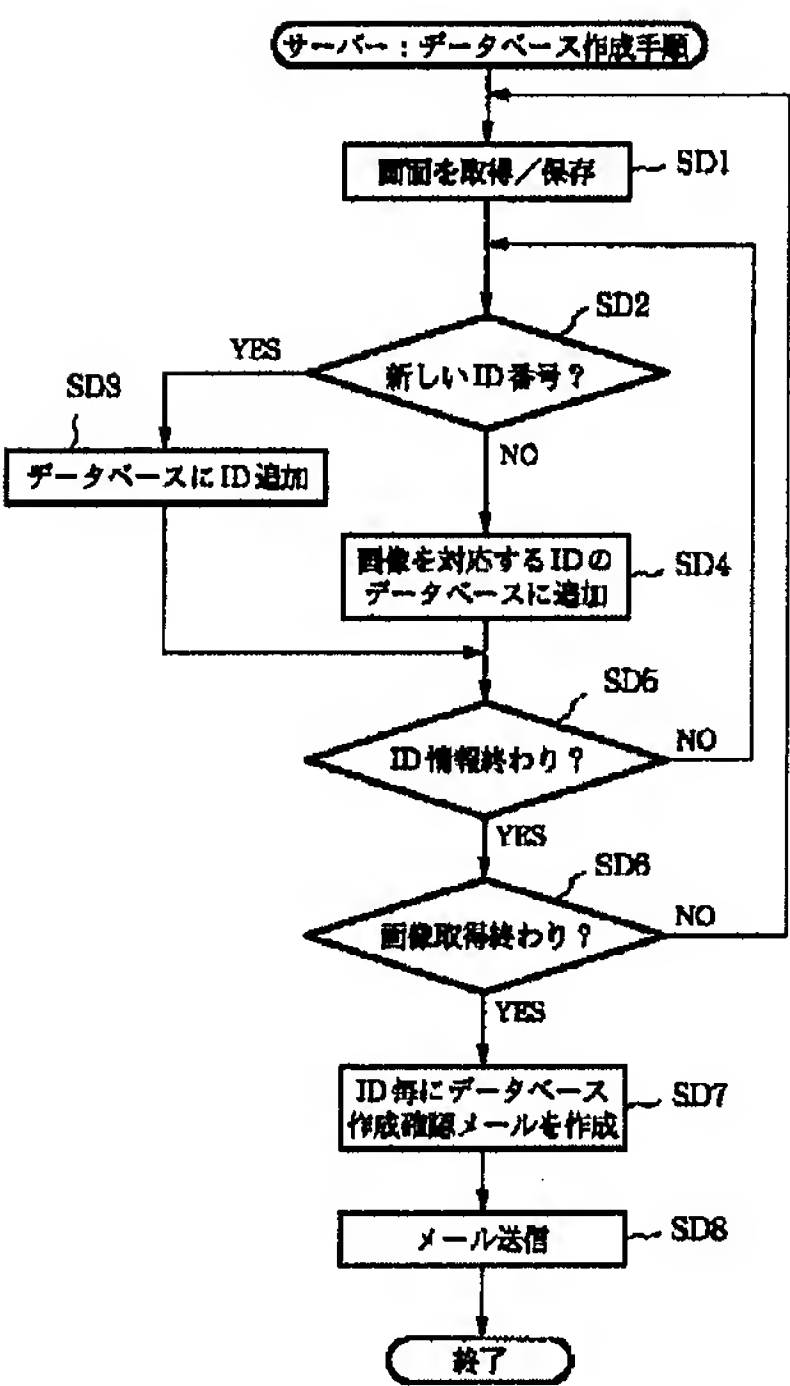 サーバー：データベース作成手順
画面を取得／保存
SD1
SD2
新しいID番号？
YES
SD3
データベースにID追加
NO
画像を対応するIDの
データベースに追加
SD4
SD5
ID情報終わり？
NO
YES
SD6
画像取得終わり？
NO
YES
ID毎にデータベース
作成確認メールを作成
SD7
メール送信
SD8
終了